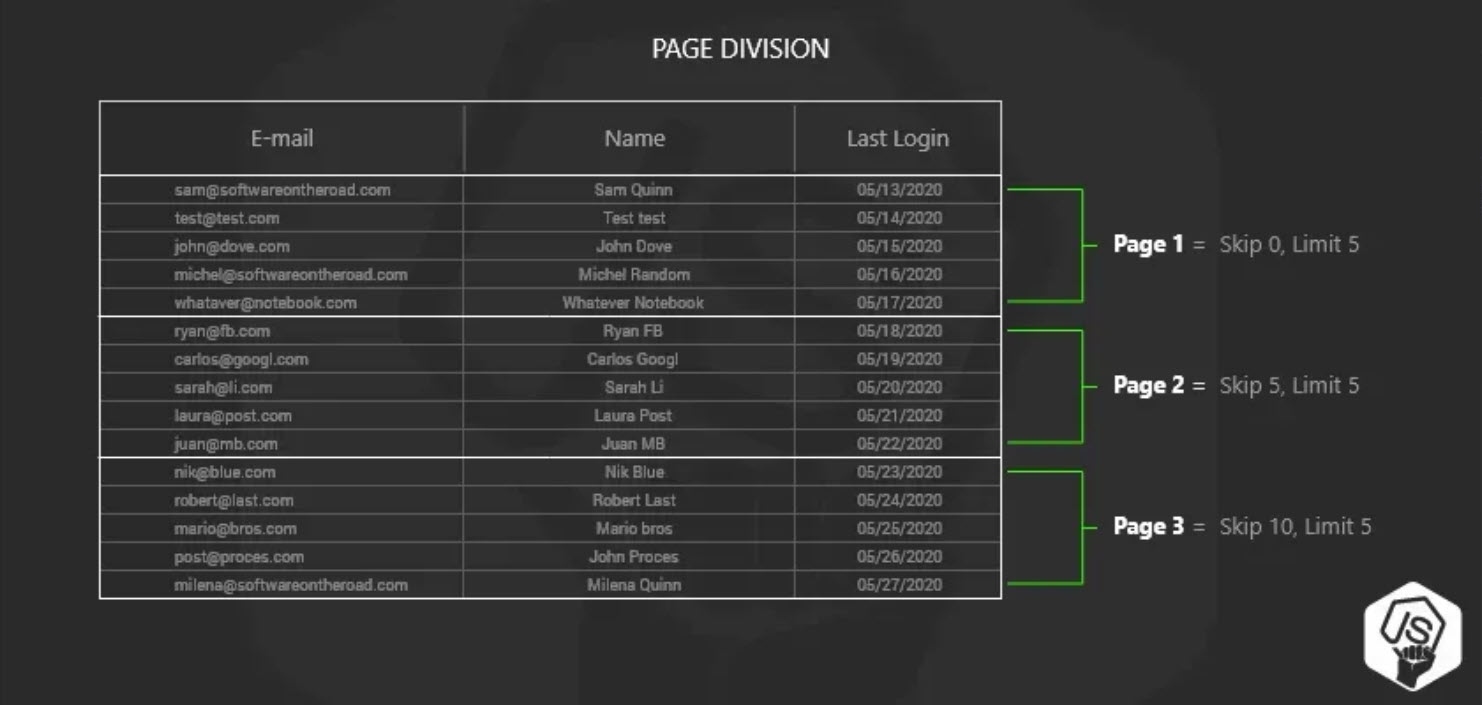 PAGE DIVISION
E-mail Name Last Login
sam@softwareontheroad.com Sam Quinn 05/13/2020
test@test.com Test test 05/14/2020
john@dove.com John Dove 05/15/2020
michel@softwareontheroad.com Michel Random 05/16/2020
whataver@notebook.com Whatever Notebook 05/17/2020
Page 1 = Skip 0, Limit 5
ryan@fb.com Ryan FB 05/18/2020
carlos@googl.com Carlos Googl 05/19/2020
sarah@li.com Sarah Li 05/20/2020
laura@post.com Laura Post 05/21/2020
juan@mb.com Juan MB 05/22/2020
Page 2 = Skip 5, Limit 5
nik@blue.com Nik Blue 05/23/2020
robert@last.com Robert Last 05/24/2020
mario@bros.com Mario bros 05/25/2020
post@proces.com John Proces 05/26/2020
milena@softwareontheroad.com Milena Quinn 05/27/2020
Page 3 = Skip 10, Limit 5
JS